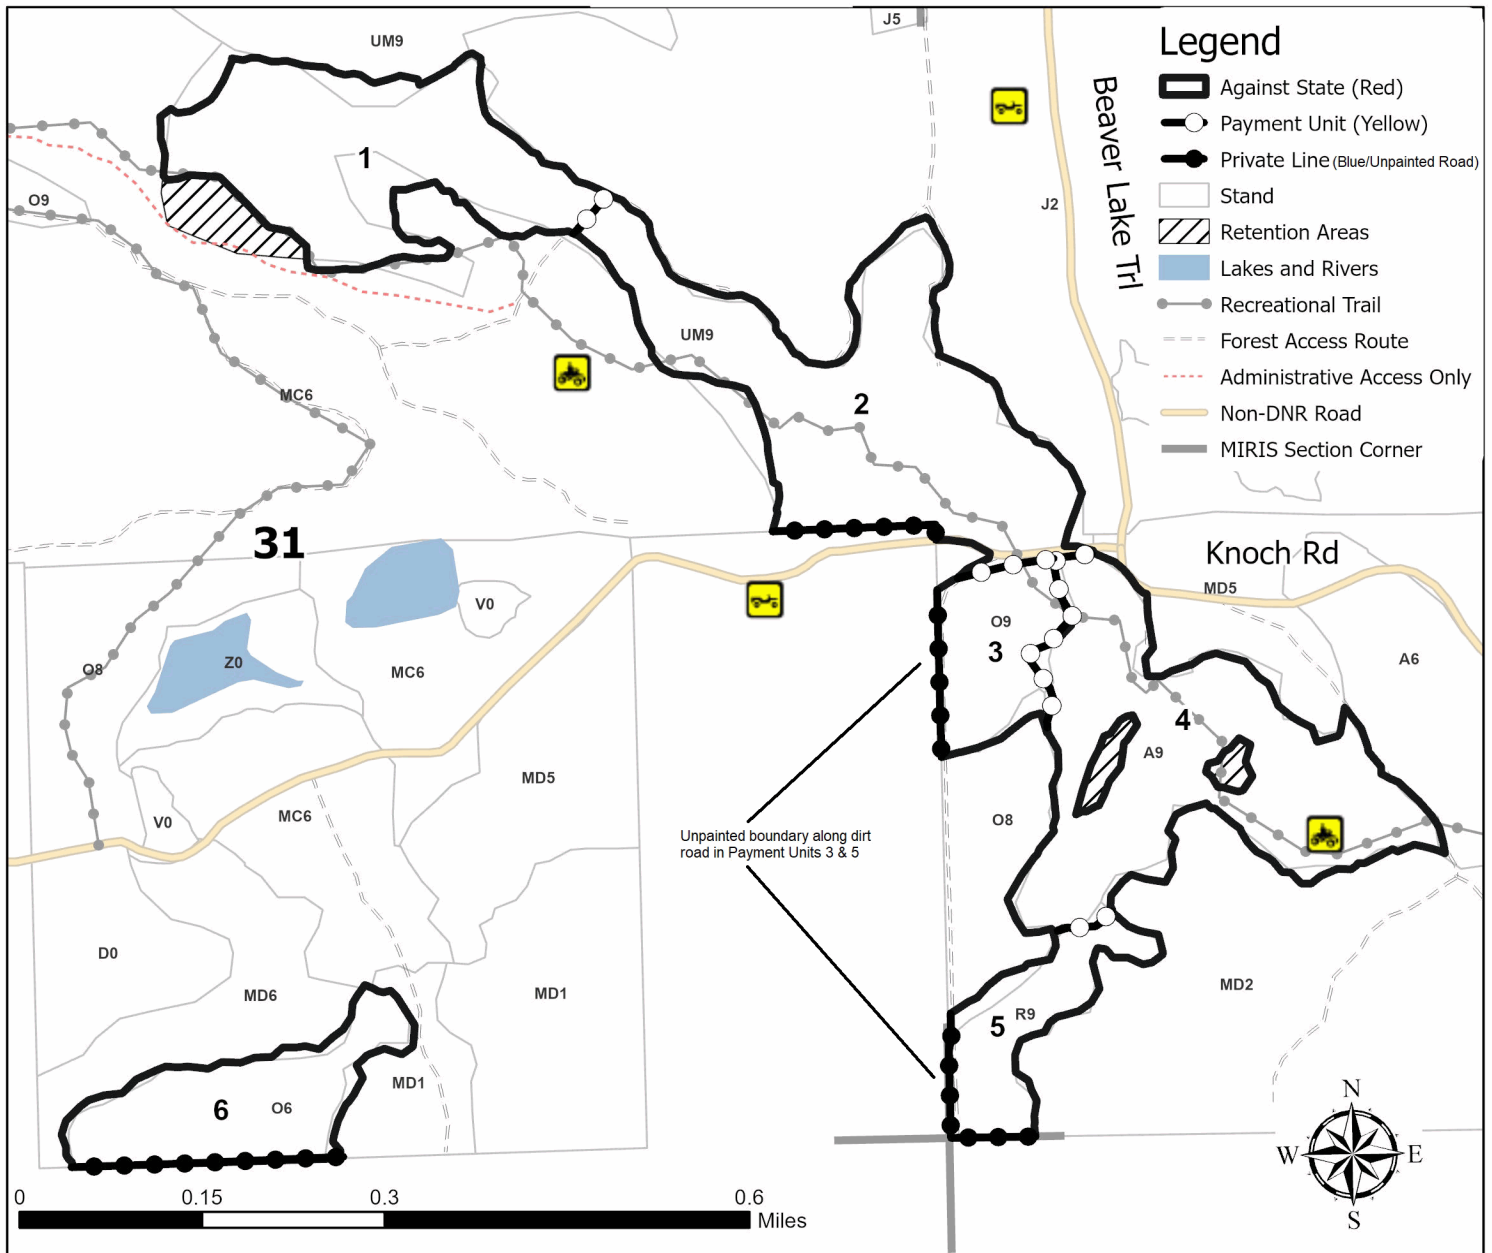 J5
UM9
Legend
Against State (Red)
Payment Unit (Yellow)
Private Line (Blue/Unpainted Road)
Stand
Retention Areas
Lakes and Rivers
Recreational Trail
Forest Access Route
Administrative Access Only
Non-DNR Road
MIRIS Section Corner
Beaver Lake Trl
1
O9
J2
UM9
MC6
2
31
Knoch Rd
MD5
V0
O9
3
A6
Z0
O8
MC6
4
A9
MD5
V0
MC6
O8
Unpainted boundary along dirt
road in Payment Units 3 & 5
D0
MD6
MD1
MD2
5
R9
MD1
6
O6
N
W
E
S
0
0.15
0.3
0.6
Miles